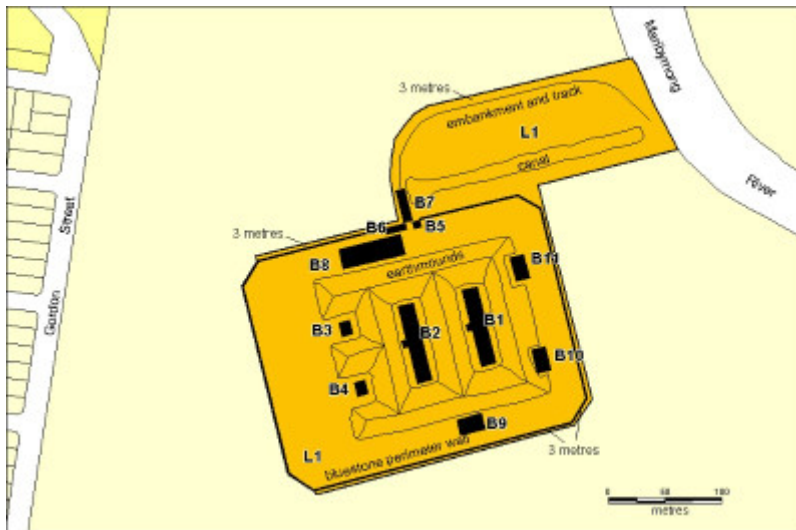 Maribyrnong
River
3 metres
embankment and track
L1
canal
B7
B6
B5
Street
3 metres
B8
earthmounds
B11
Gordon
B3
B2
B1
B4
B10
B9
L1
bluestone perimeter wall
3 metres
0 50 100
metres